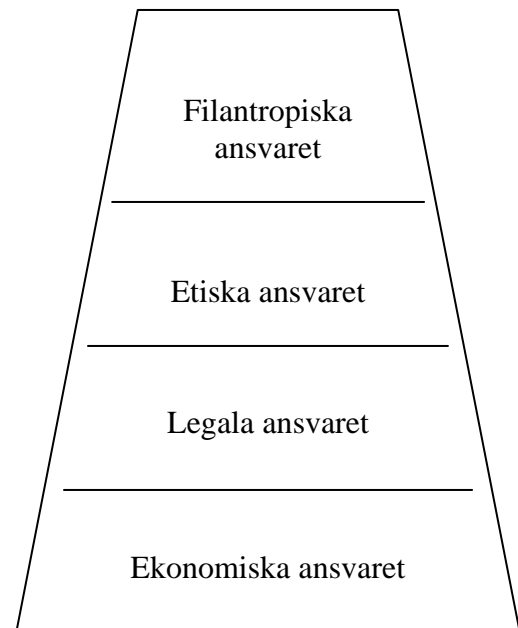 Filantropiska
ansvaret
Etiska ansvaret
Legala ansvaret
Ekonomiska ansvaret